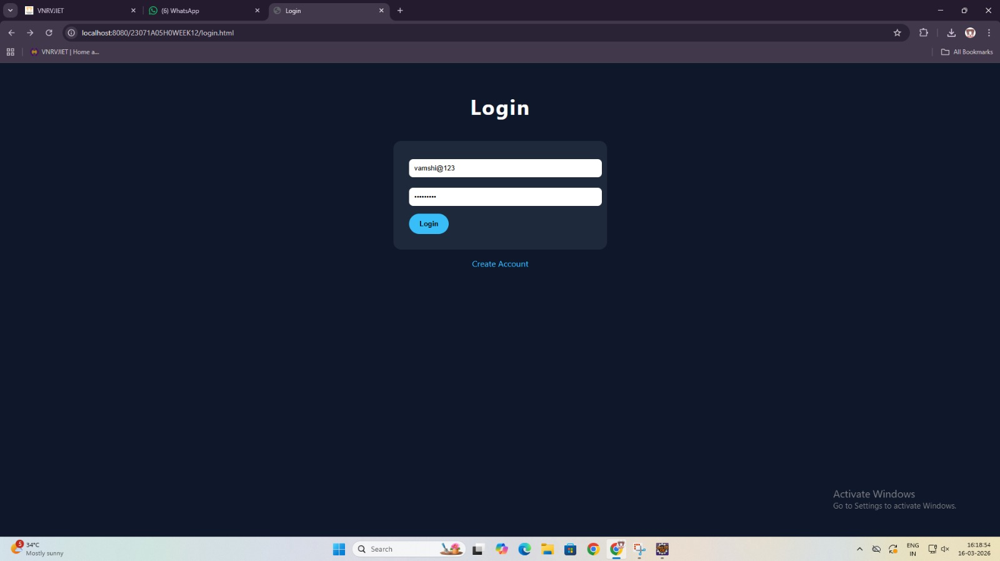 VNRVJIET
(6) WhatsApp
Login
localhost:8080/23071A05H0WEEK12/login.html
VNRVJIET | Home a...
All Bookmarks
Login
vamshi@123
•••••••••
Login
Create Account
Activate Windows
Go to Settings to activate Windows.
5
34°C
Mostly sunny
Search
ENG
IN
16:18:54
16-03-2026